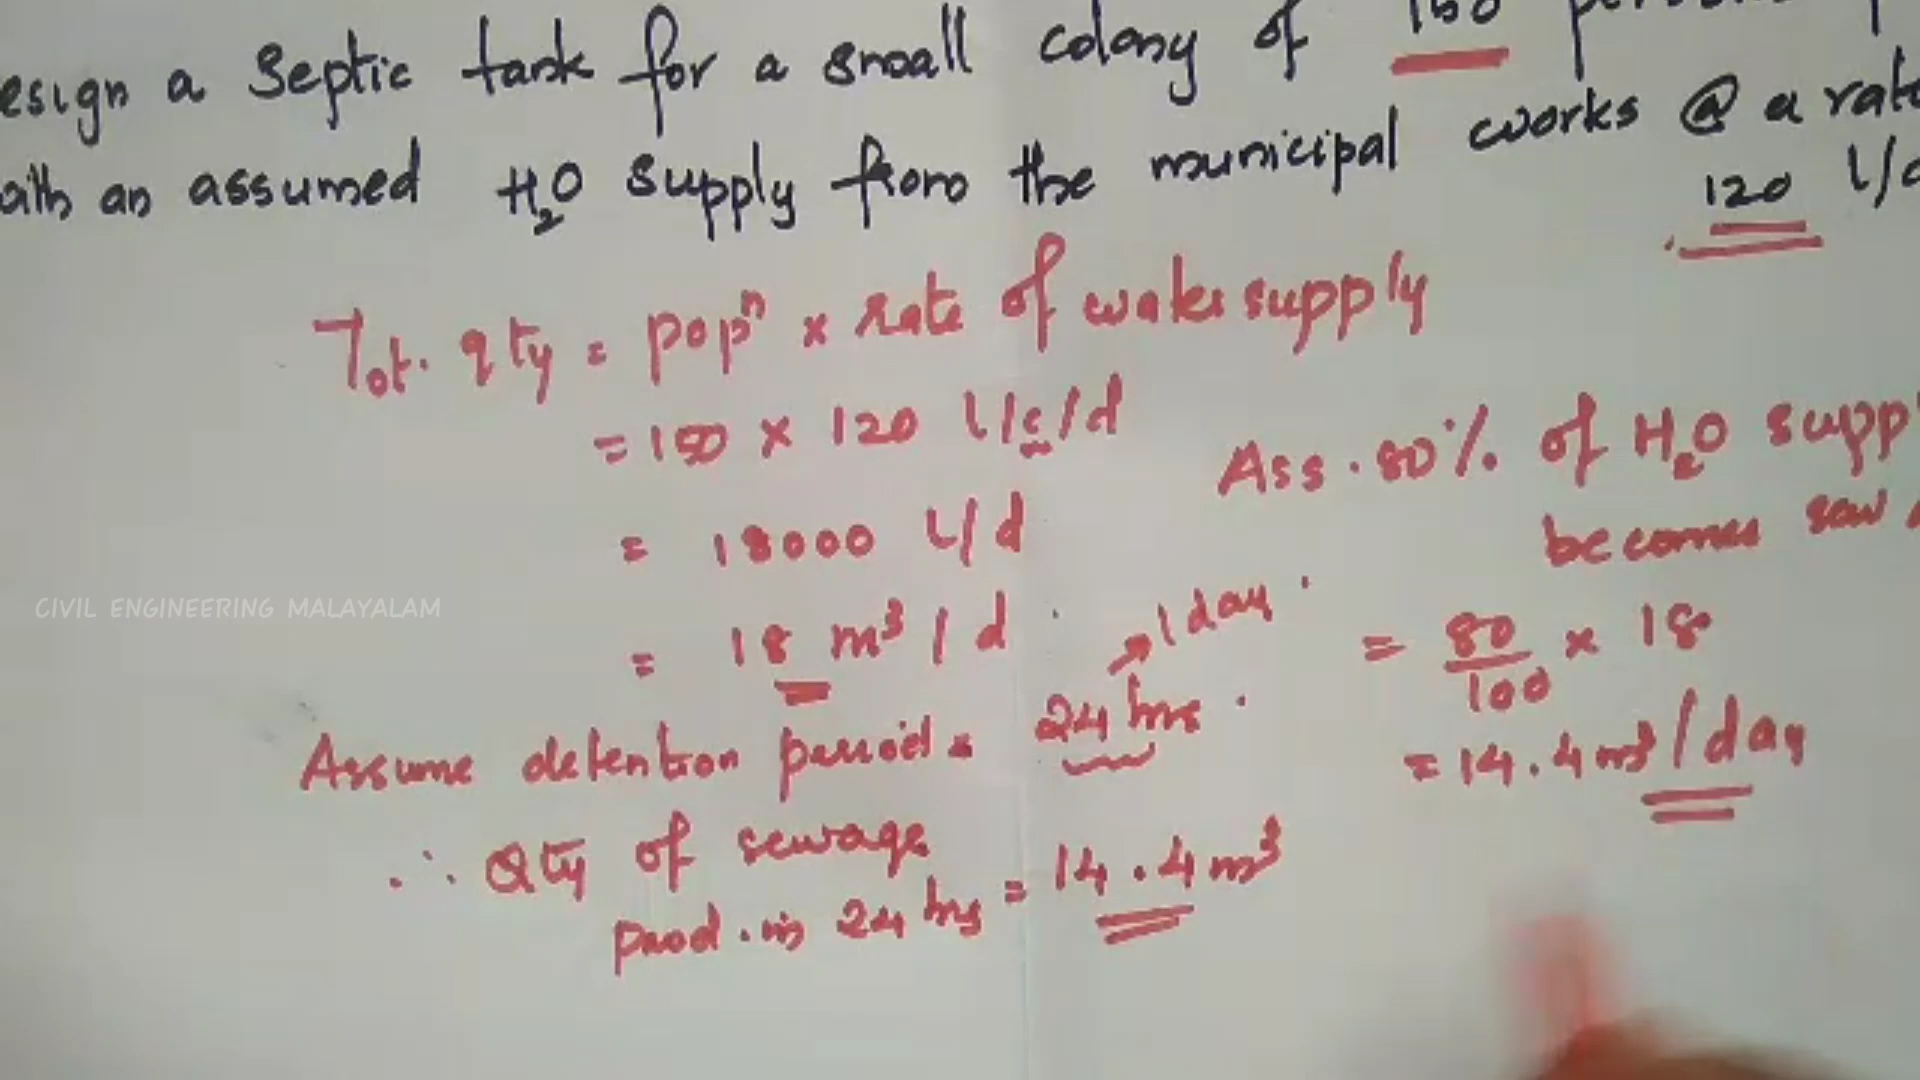 esign a Septic tank for a small colony of 150
an assumed H₂O supply from the municipal works @ a rate
120 l/c
Tot. qty = popⁿ × rate of water supply
= 150 × 120 l/c/d
= 18000 l/d
= 18 m³/d
Assume detention period = 24 hrs. → 1 day.
∴ Qty of sewage
prod. in 24 hrs = 14.4 m³
Ass. 80% of H₂O supp
becomes sew
= 80/100 × 18
= 14.4 m³/day
CIVIL ENGINEERING MALAYALAM